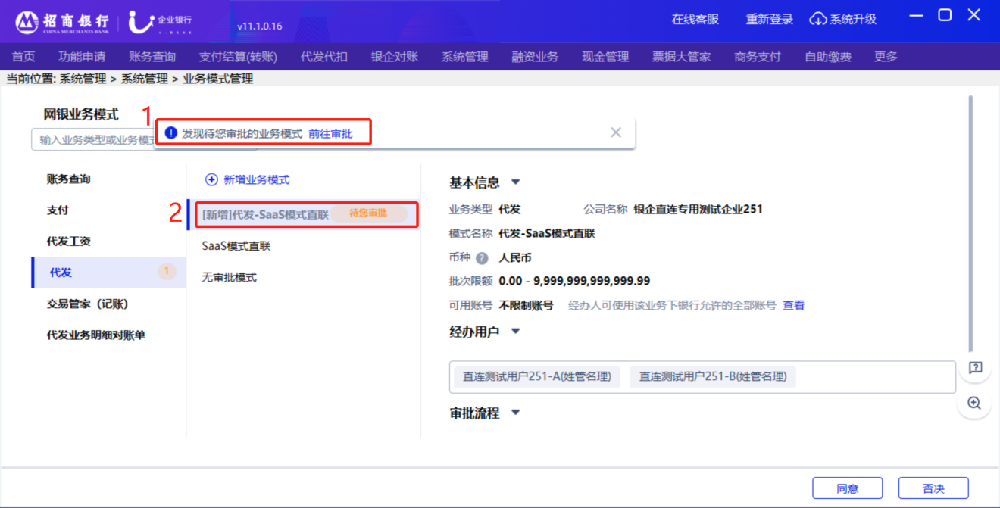 招商银行 企业银行 v11.1.0.16 在线客服 重新登录 系统升级
CHINA MERCHANTS BANK
首页 功能申请 账务查询 支付结算(转账) 代发代扣 银企对账 系统管理 融资业务 现金管理 票据大管家 商务支付 自助缴费 更多
当前位置: 系统管理 > 系统管理 > 业务模式管理
网银业务模式
1
输入业务类型或业务模式
发现待您审批的业务模式 前往审批
账务查询
支付
代发工资
代发 1
交易管家（记账）
代发业务明细对账单
新增业务模式
2
[新增]代发-SaaS模式直联 待您审批
SaaS模式直联
无审批模式
基本信息
业务类型 代发 公司名称 银企直连专用测试企业251
模式名称 代发-SaaS模式直联
币种 ? 人民币
批次限额 0.00 - 9,999,999,999,999.99
可用账号 不限制账号 经办人可使用该业务下银行允许的全部账号 查看
经办用户
直连测试用户251-A(姓管名理) 直连测试用户251-B(姓管名理)
审批流程
同意 否决